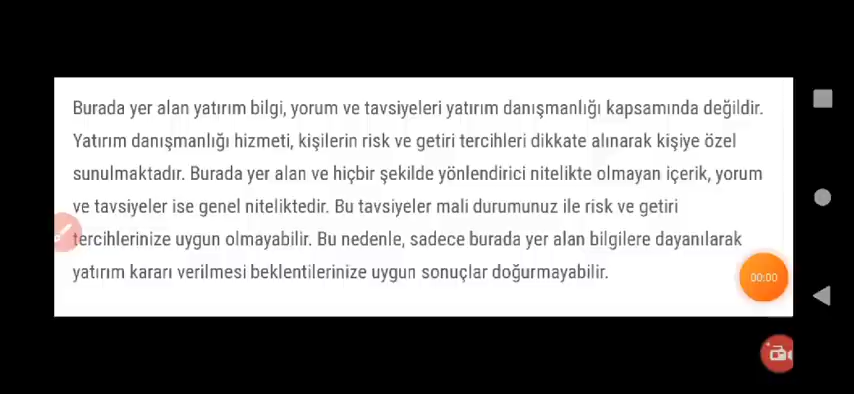 Burada yer alan yatırım bilgi, yorum ve tavsiyeleri yatırım danışmanlığı kapsamında değildir.
Yatırım danışmanlığı hizmeti, kişilerin risk ve getiri tercihleri dikkate alınarak kişiye özel
sunulmaktadır. Burada yer alan ve hiçbir şekilde yönlendirici nitelikte olmayan içerik, yorum
ve tavsiyeler ise genel niteliktedir. Bu tavsiyeler mali durumunuz ile risk ve getiri
tercihlerinize uygun olmayabilir. Bu nedenle, sadece burada yer alan bilgilere dayanılarak
yatırım kararı verilmesi beklentilerinize uygun sonuçlar doğurmayabilir.
00:00